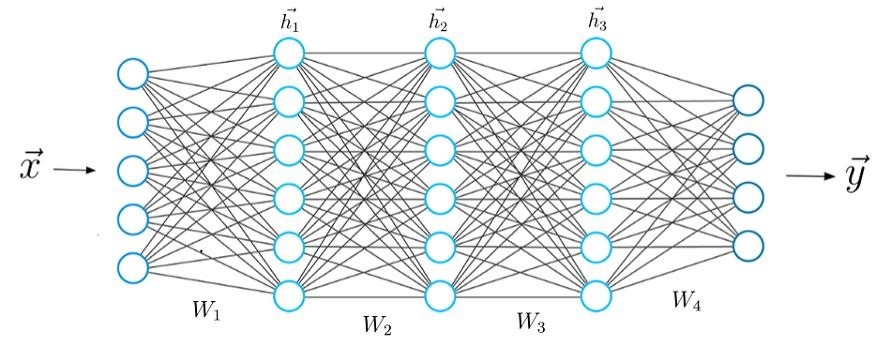 h⃗₁ h⃗₂ h⃗₃
x⃗ → → y⃗
W₁ W₂ W₃ W₄